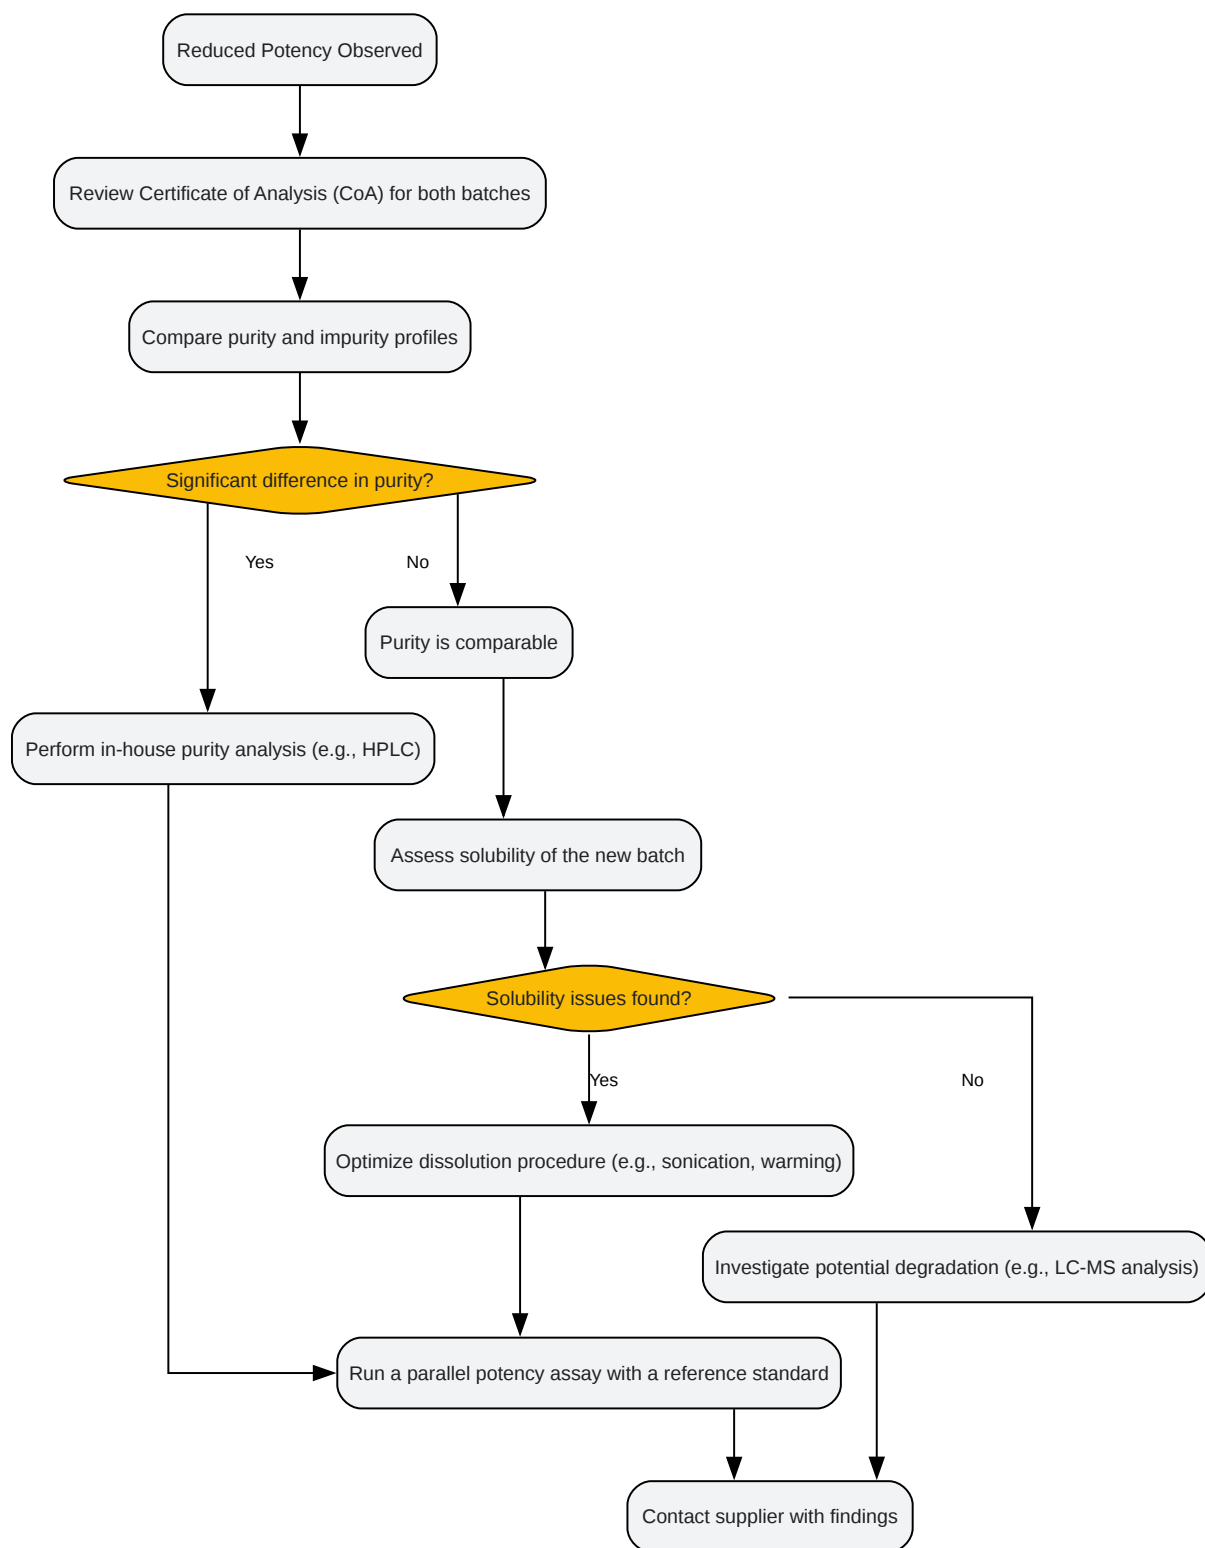 Reduced Potency Observed
Review Certificate of Analysis (CoA) for both batches
Compare purity and impurity profiles
Significant difference in purity?
Yes
No
Purity is comparable
Perform in-house purity analysis (e.g., HPLC)
Assess solubility of the new batch
Solubility issues found?
Yes
No
Optimize dissolution procedure (e.g., sonication, warming)
Investigate potential degradation (e.g., LC-MS analysis)
Run a parallel potency assay with a reference standard
Contact supplier with findings